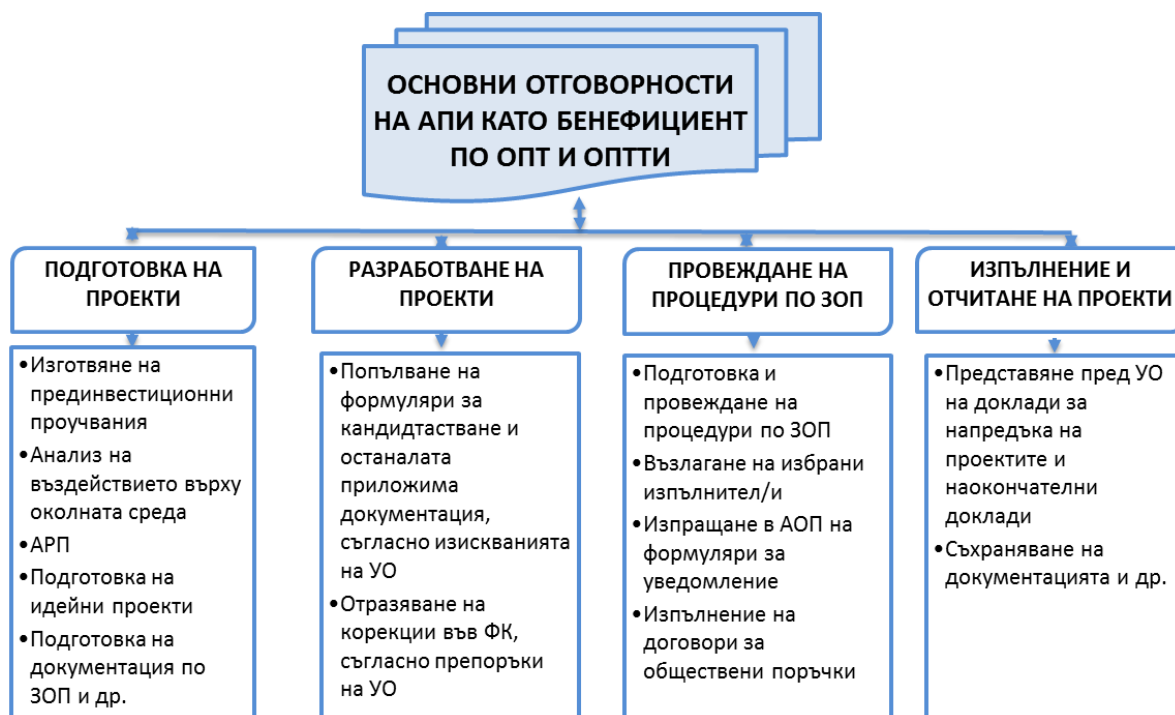 ОСНОВНИ ОТГОВОРНОСТИ
НА АПИ КАТО БЕНЕФИЦИЕНТ
ПО ОПТ И ОПТТИ
ПОДГОТОВКА НА
ПРОЕКТИ
•Изготвяне на
прединвестиционни
проучвания
•Анализ на
въздействието върху
околната среда
•АРП
•Подготовка на
идейни проекти
•Подготовка на
документация по
ЗОП и др.
РАЗРАБОТВАНЕ НА
ПРОЕКТИ
•Попълване на
формуляри за
кандидтастване и
останалата
приложима
документация,
съгласно изискванията
на УО
•Отразяване на
корекции във ФК,
съгласно препоръки
на УО
ПРОВЕЖДАНЕ НА
ПРОЦЕДУРИ ПО ЗОП
•Подготовка и
провеждане на
процедури по ЗОП
•Възлагане на избрани
изпълнител/и
•Изпращане в АОП на
формуляри за
уведомление
•Изпълнение на
договори за
обществени поръчки
ИЗПЪЛНЕНИЕ И
ОТЧИТАНЕ НА ПРОЕКТИ
•Представяне пред УО
на доклади за
напредъка на
проектите и
наокончателни
доклади
•Съхраняване на
документацията и др.